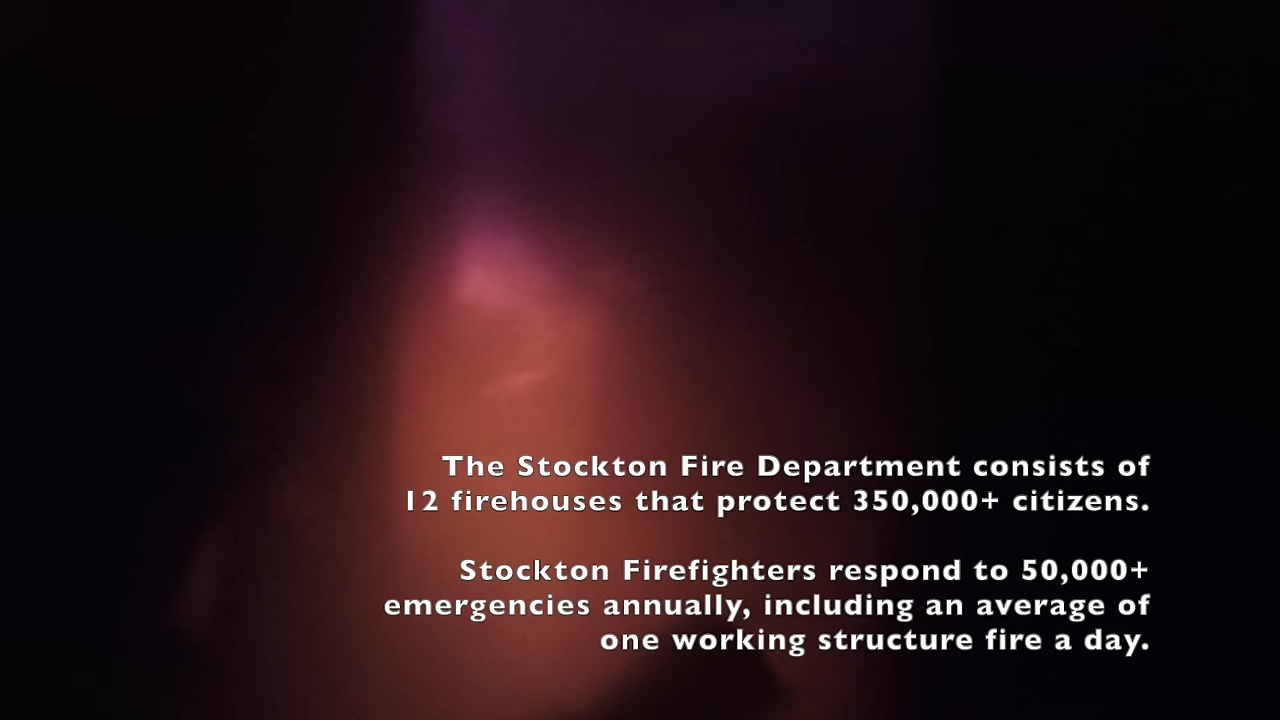 The Stockton Fire Department consists of
12 firehouses that protect 350,000+ citizens.
Stockton Firefighters respond to 50,000+
emergencies annually, including an average of
one working structure fire a day.